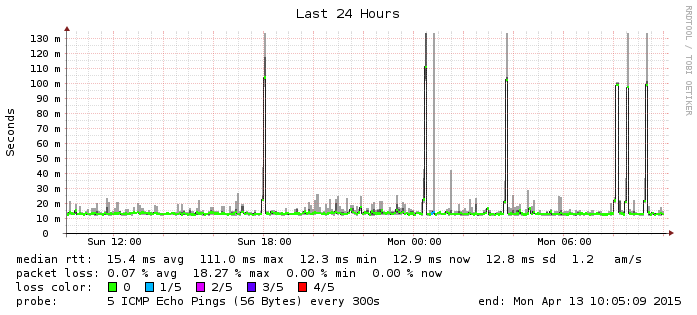 Last 24 Hours
RRDTOOL / TOBI OETIKER
Seconds
130 m
120 m
110 m
100 m
90 m
80 m
70 m
60 m
50 m
40 m
30 m
20 m
10 m
0
Sun 12:00 Sun 18:00 Mon 00:00 Mon 06:00
median rtt: 15.4 ms avg 111.0 ms max 12.3 ms min 12.9 ms now 12.8 ms sd 1.2 am/s
packet loss: 0.07 % avg 18.27 % max 0.00 % min 0.00 % now
loss color: 0 1/5 2/5 3/5 4/5
probe: 5 ICMP Echo Pings (56 Bytes) every 300s end: Mon Apr 13 10:05:09 2015